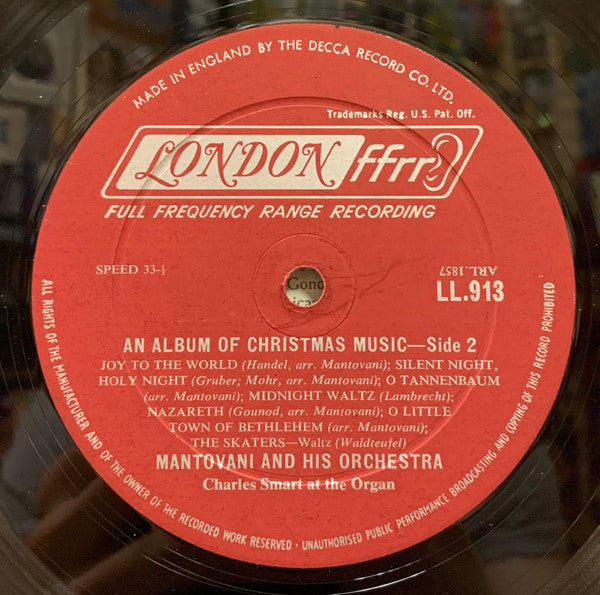 MADE IN ENGLAND BY THE DECCA RECORD CO. LTD.
Trademarks Reg. U.S. Pat. Off.
LONDON ffrr
FULL FREQUENCY RANGE RECORDING
SPEED 33-⅓
ARL.1857
LL.913
AN ALBUM OF CHRISTMAS MUSIC—Side 2
JOY TO THE WORLD (Handel, arr. Mantovani); SILENT NIGHT,
HOLY NIGHT (Gruber; Mohr, arr. Mantovani); O TANNENBAUM
(arr. Mantovani); MIDNIGHT WALTZ (Lambrecht);
NAZARETH (Gounod, arr. Mantovani); O LITTLE
TOWN OF BETHLEHEM (arr. Mantovani);
THE SKATERS—Waltz (Waldteufel)
MANTOVANI AND HIS ORCHESTRA
Charles Smart at the Organ
ALL RIGHTS OF THE MANUFACTURER AND OF THE OWNER OF THE RECORDED WORK RESERVED · UNAUTHORISED PUBLIC PERFORMANCE BROADCASTING AND COPYING OF THIS RECORD PROHIBITED